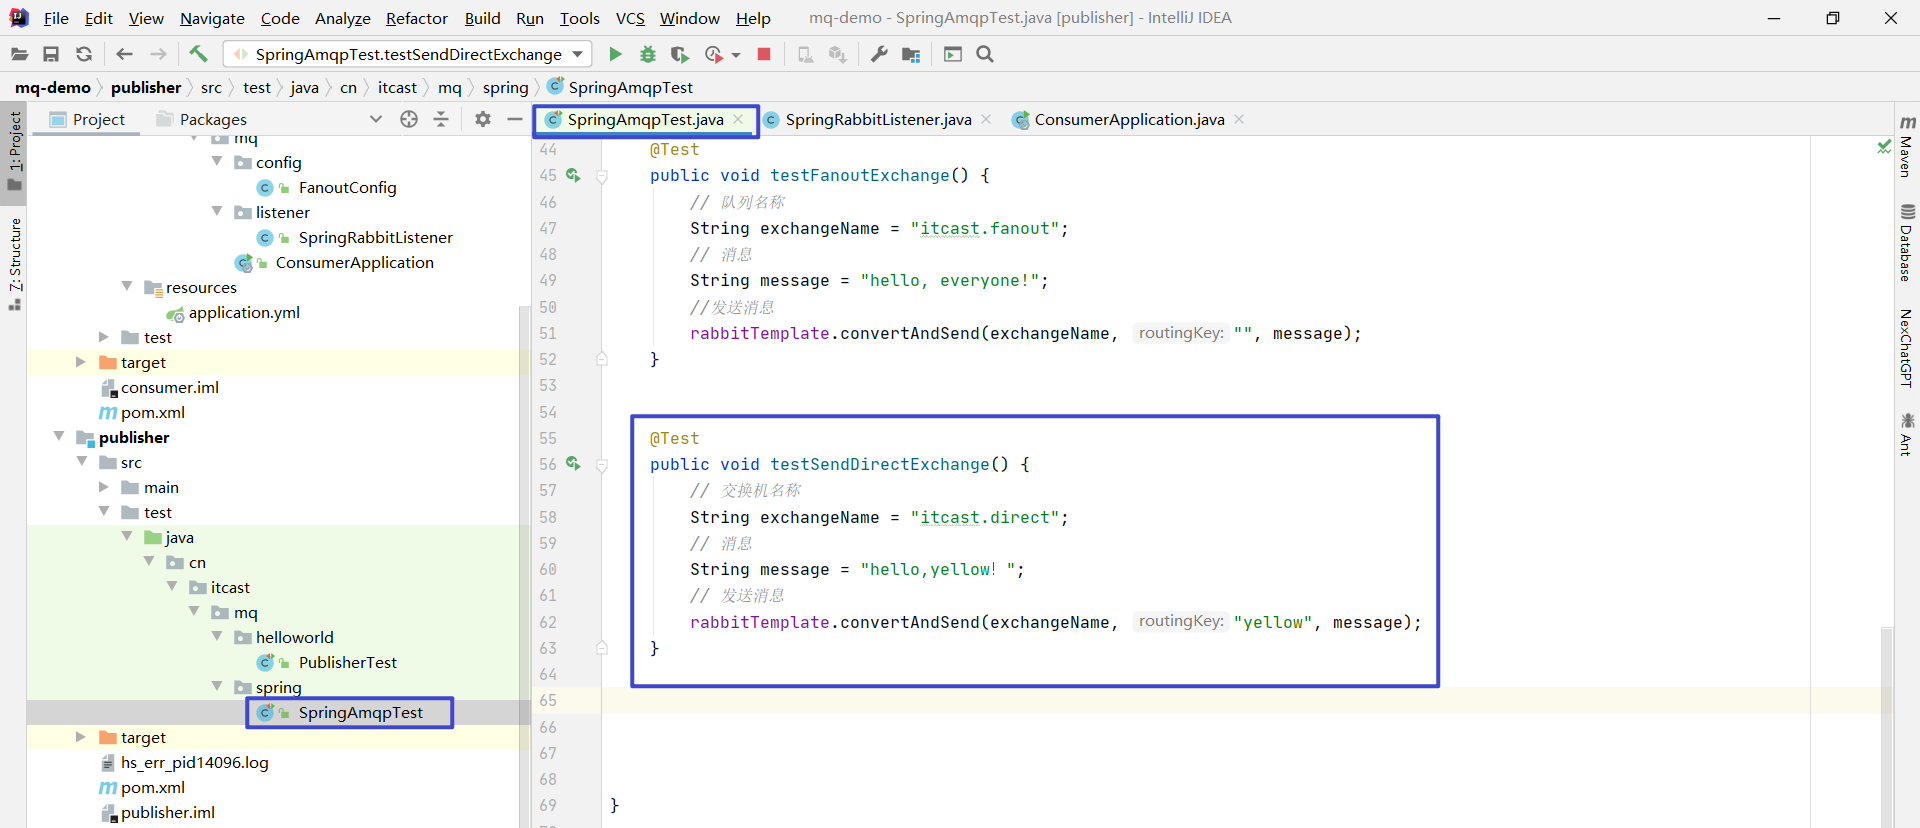 File Edit View Navigate Code Analyze Refactor Build Run Tools VCS Window Help mq-demo - SpringAmqpTest.java [publisher] - IntelliJ IDEA
SpringAmqpTest.testSendDirectExchange
mq-demo publisher src test java cn itcast mq spring SpringAmqpTest
Project Packages
SpringAmqpTest.java SpringRabbitListener.java ConsumerApplication.java
1: Project
7: Structure
mq
config
FanoutConfig
listener
SpringRabbitListener
ConsumerApplication
resources
application.yml
test
target
consumer.iml
pom.xml
publisher
src
main
test
java
cn
itcast
mq
helloworld
PublisherTest
spring
SpringAmqpTest
target
hs_err_pid14096.log
pom.xml
publisher.iml
44 @Test
45 public void testFanoutExchange() {
46 // 队列名称
47 String exchangeName = "itcast.fanout";
48 // 消息
49 String message = "hello, everyone!";
50 //发送消息
51 rabbitTemplate.convertAndSend(exchangeName, routingKey: "", message);
52 }
53
54
55 @Test
56 public void testSendDirectExchange() {
57 // 交换机名称
58 String exchangeName = "itcast.direct";
59 // 消息
60 String message = "hello,yellow！";
61 // 发送消息
62 rabbitTemplate.convertAndSend(exchangeName, routingKey: "yellow", message);
63 }
64
65
66
67
68
69 }
Maven
Database
NexChatGPT
Ant